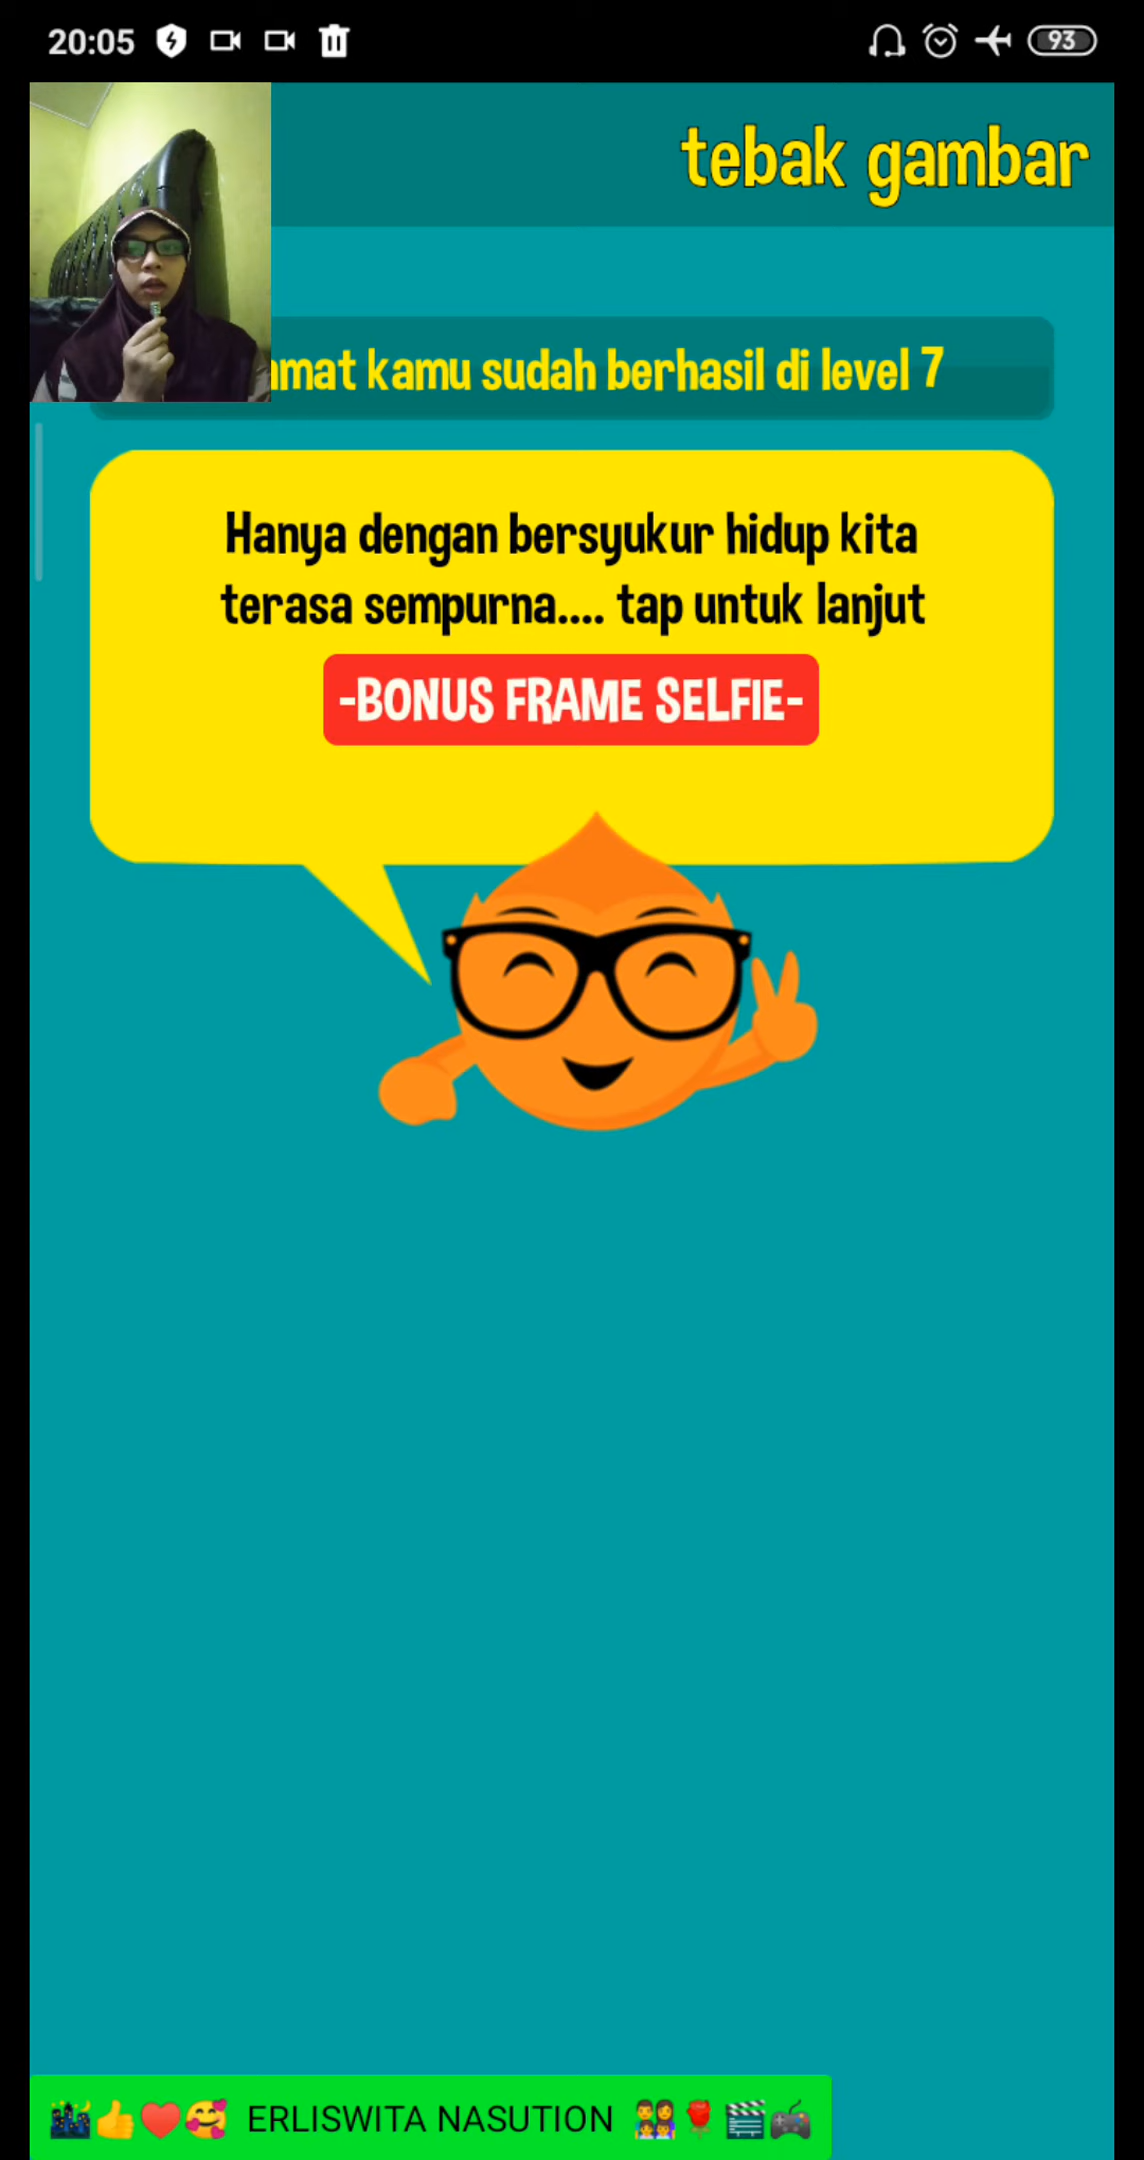 20:05
93
tebak gambar
kamu sudah berhasil di level 7
Hanya dengan bersyukur hidup kita
terasa sempurna.... tap untuk lanjut
-BONUS FRAME SELFIE-
ERLISWITA NASUTION